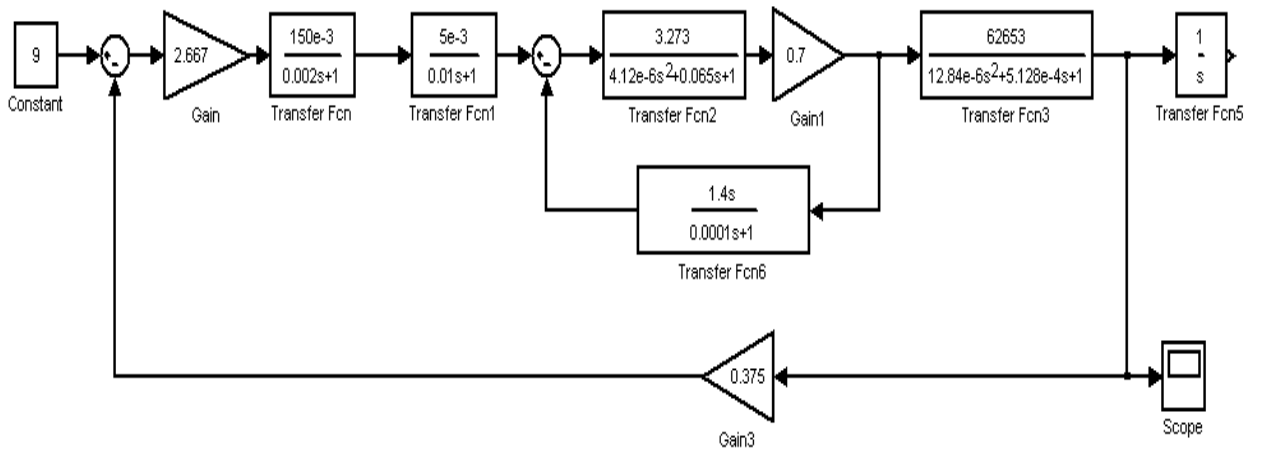 9
Constant
+
-
2.667
Gain
150e-3
0.002s+1
Transfer Fcn
5e-3
0.01s+1
Transfer Fcn1
+
-
3.273
4.12e-6s²+0.065s+1
Transfer Fcn2
0.7
Gain1
62653
12.84e-6s²+5.128e-4s+1
Transfer Fcn3
1
s
Transfer Fcn5
1.4s
0.0001s+1
Transfer Fcn6
0.375
Gain3
Scope